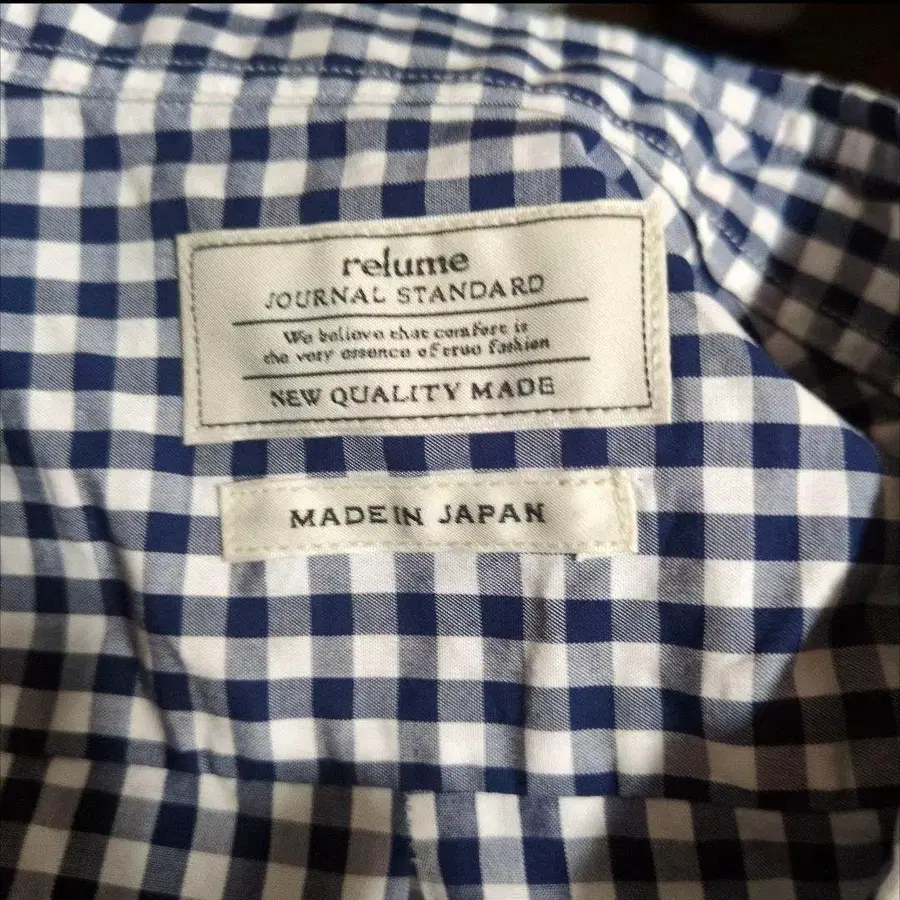 relume
JOURNAL STANDARD
We believe that comfort is
the very essence of true fashion
NEW QUALITY MADE
MADE IN JAPAN